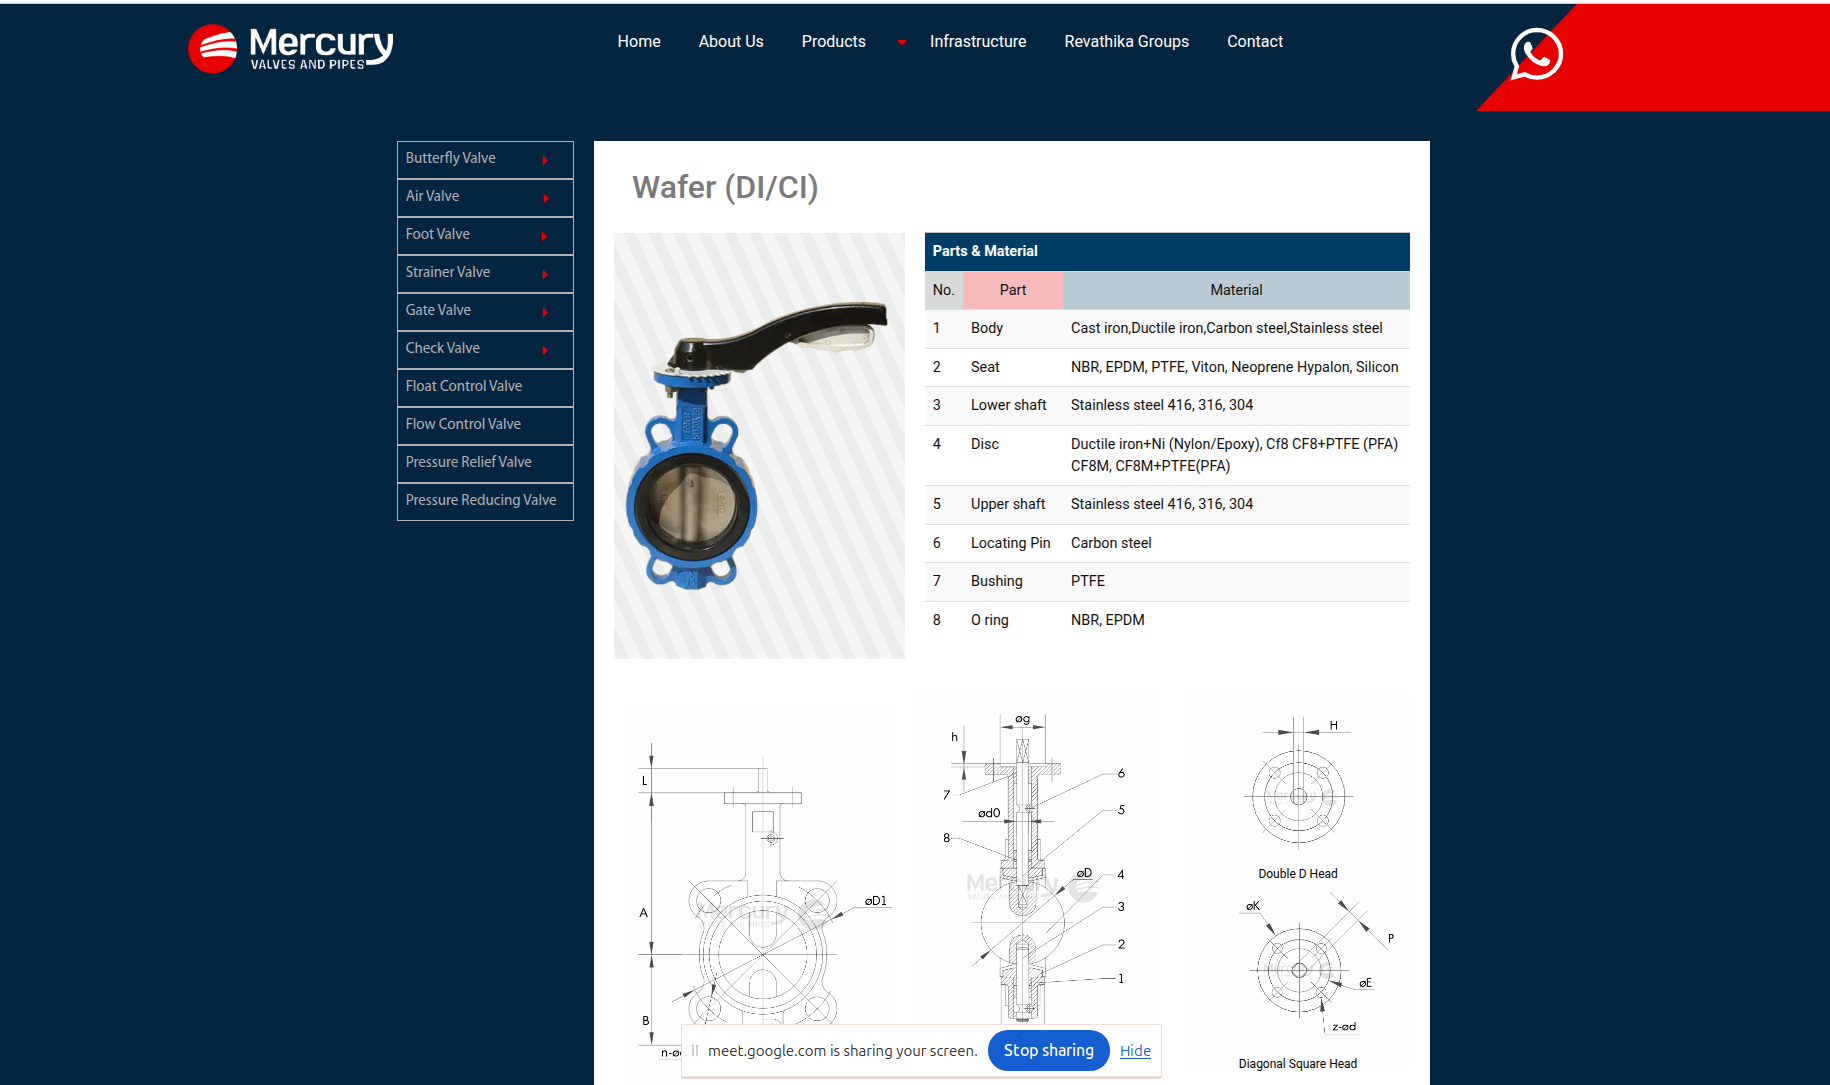 Mercury
VALVES AND PIPES
Home
About Us
Products
Infrastructure
Revathika Groups
Contact
Butterfly Valve
Air Valve
Foot Valve
Strainer Valve
Gate Valve
Check Valve
Float Control Valve
Flow Control Valve
Pressure Relief Valve
Pressure Reducing Valve
Wafer (DI/CI)
Parts & Material
No. Part Material
1 Body Cast iron,Ductile iron,Carbon steel,Stainless steel
2 Seat NBR, EPDM, PTFE, Viton, Neoprene Hypalon, Silicon
3 Lower shaft Stainless steel 416, 316, 304
4 Disc Ductile iron+Ni (Nylon/Epoxy), Cf8 CF8+PTFE (PFA)
CF8M, CF8M+PTFE(PFA)
5 Upper shaft Stainless steel 416, 316, 304
6 Locating Pin Carbon steel
7 Bushing PTFE
8 O ring NBR, EPDM
L
A
B
øD1
Mercury
øg
h
7
ød0
8
6
5
øD
4
3
2
1
Mercury
VALVES AND
H
Mercury
Double D Head
øK
P
øE
z-ød
Diagonal Square Head
meet.google.com is sharing your screen.
Stop sharing
Hide